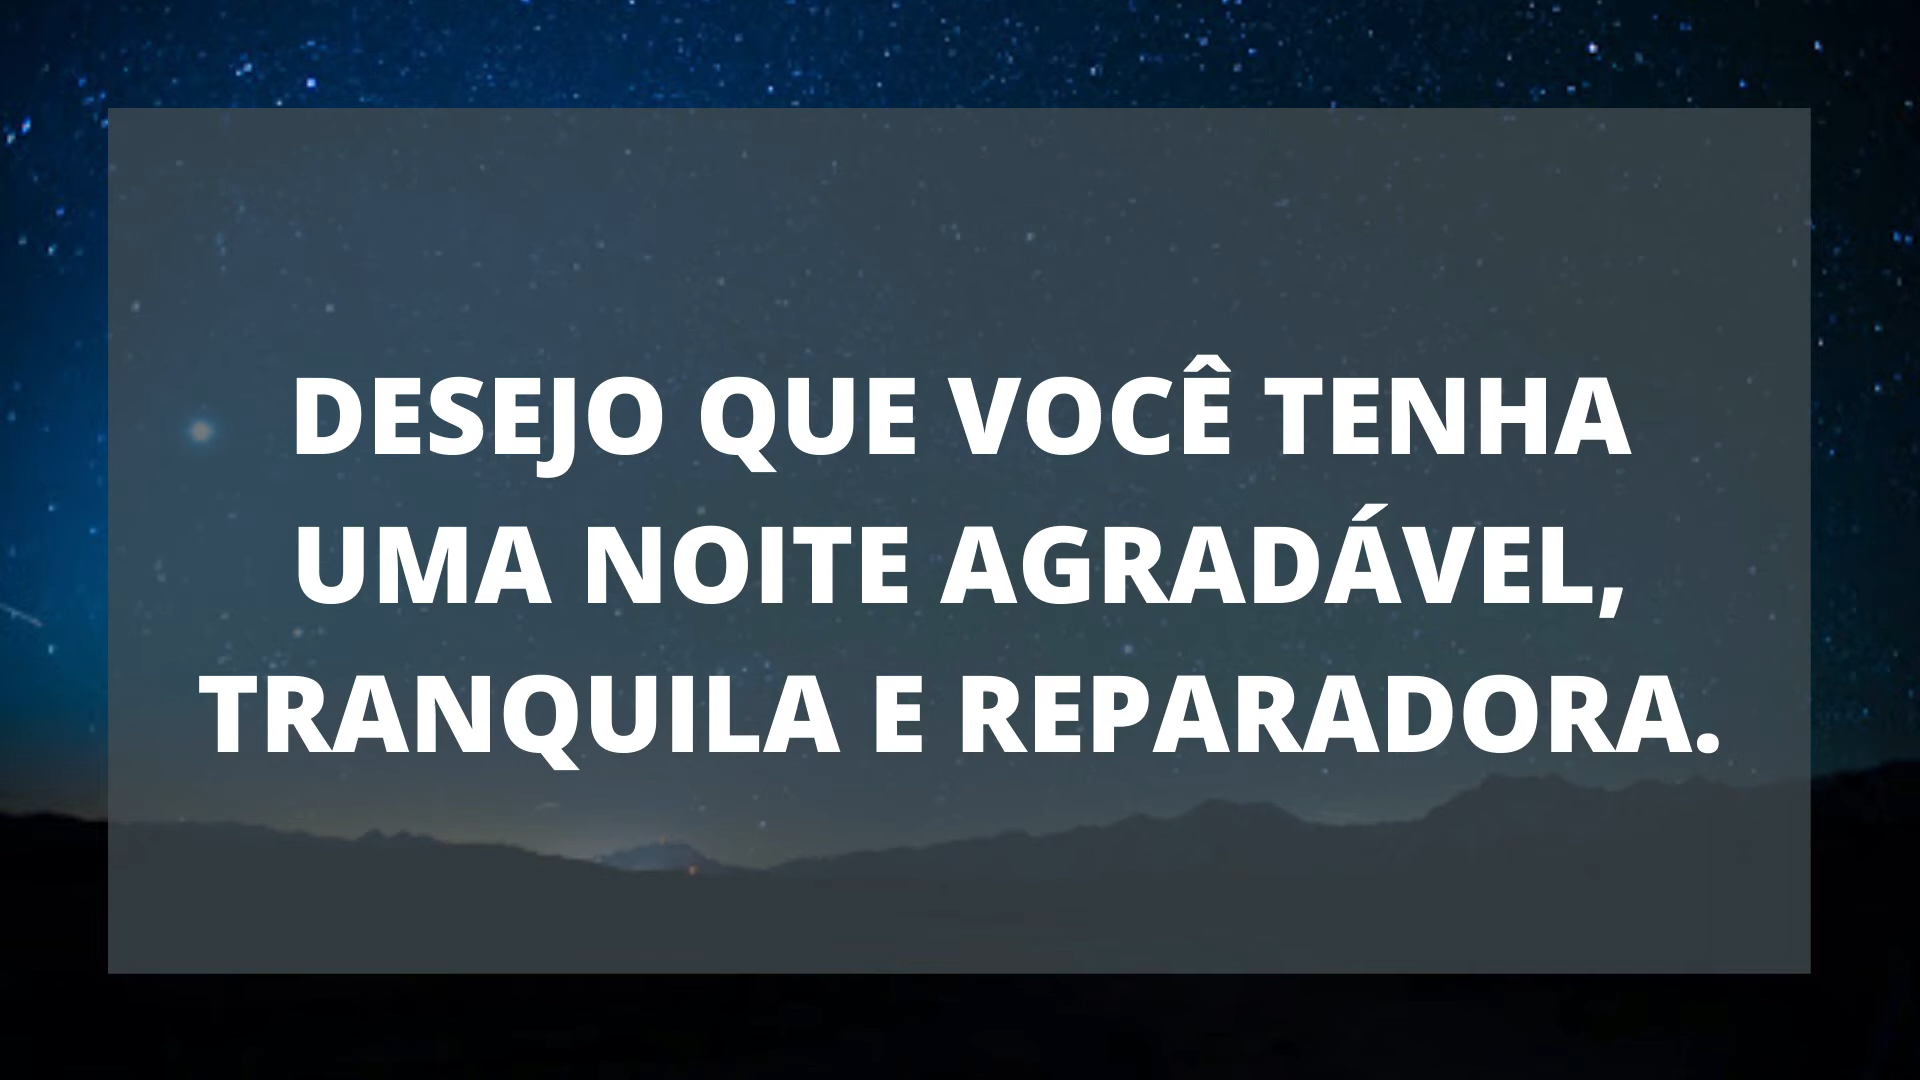 DESEJO QUE VOCÊ TENHA
UMA NOITE AGRADÁVEL,
TRANQUILA E REPARADORA.